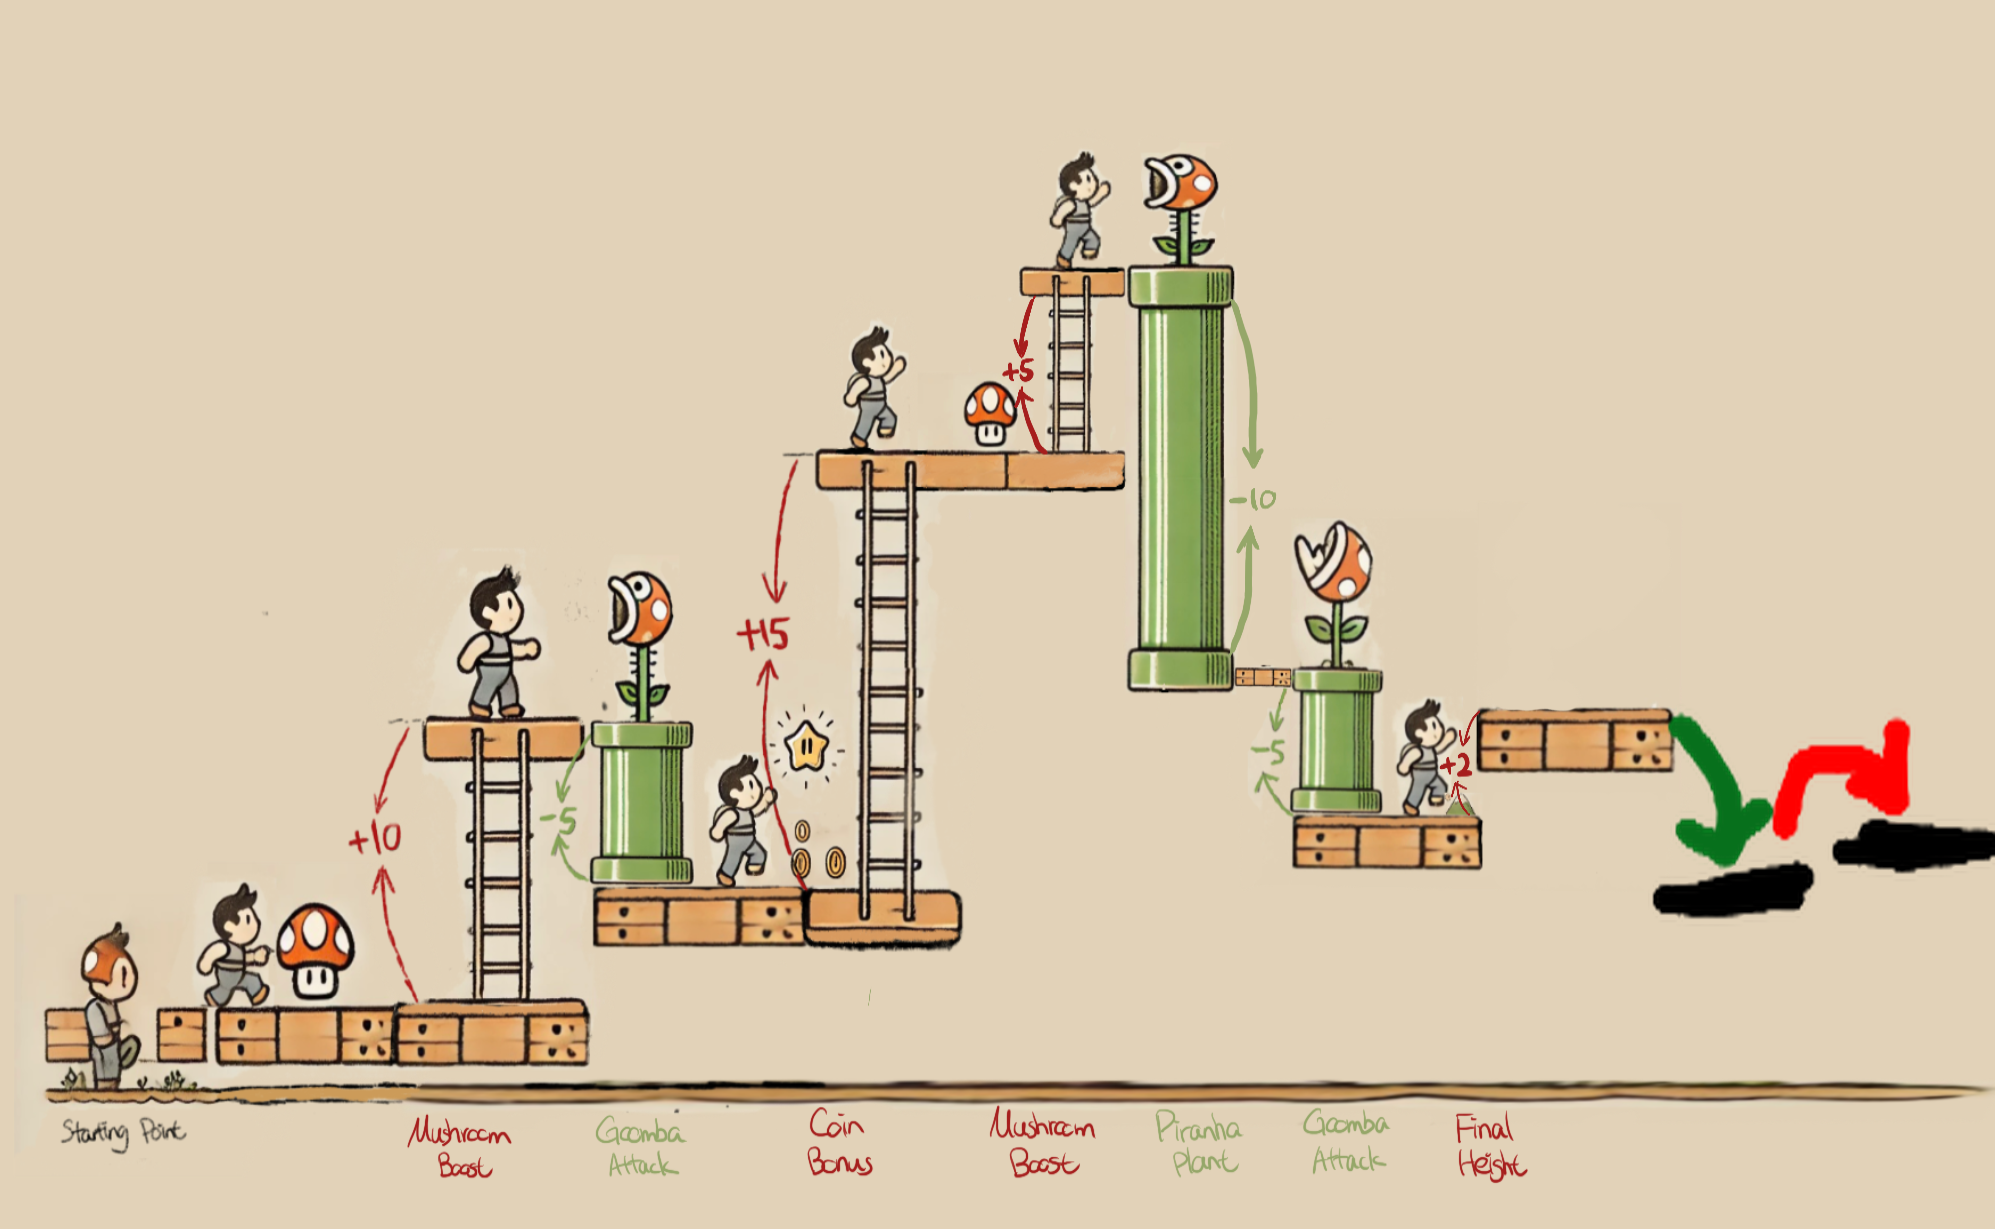 +5
-10
+15
-5
+2
+10
-5
Starting Point
Mushroom
Boost
Goomba
Attack
Coin
Bonus
Mushroom
Boost
Piranha
Plant
Goomba
Attack
Final
Height